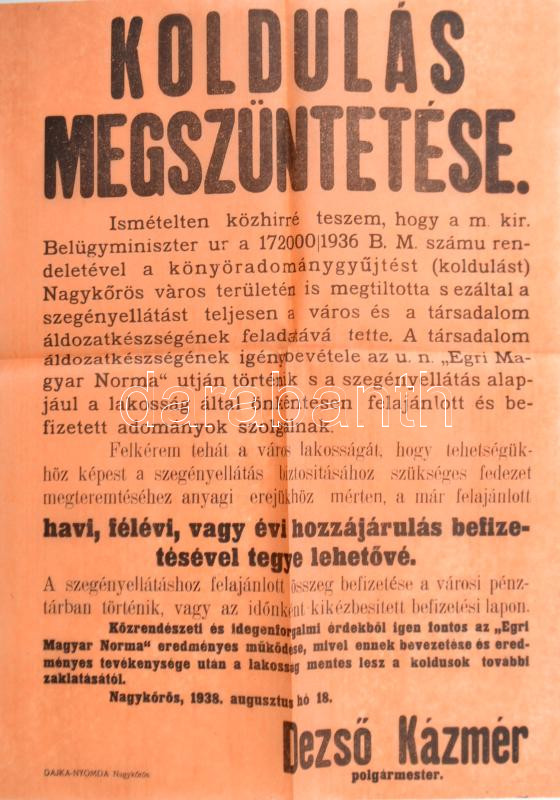 KOLDULÁS
MEGSZÜNTETÉSE.
Ismételten közhirré teszem, hogy a m. kir.
Belügyminiszter ur a 172000|1936 B. M. számu ren-
deletével a könyöradománygyűjtést (koldulást)
Nagykőrös város területén is megtiltotta s ezáltal a
szegényellátást teljesen a város és a társadalom
áldozatkészségének feladatává tette. A társadalom
áldozatkészségének igénybevétele az u. n. „Egri Ma-
gyar Norma“ utján történik s a szegényellátás alap-
jául a lakosság által önkéntesen felajánlott és be-
fizetett adományok szolgálnak.
darabanth
Felkérem tehát a város lakosságát, hogy tehetségük-
höz képest a szegényellátás biztositásához szükséges fedezet
megteremtéséhez anyagi erejükhöz mérten, a már felajánlott
havi, félévi, vagy évi hozzájárulás befize-
tésével tegye lehetővé.
A szegényellátáshoz felajánlott összeg befizetése a városi pénz-
tárban történik, vagy az időnként kikézbesitett befizetési lapon.
Közrendészeti és idegenforgalmi érdekből igen fontos az „Egri
Magyar Norma“ eredményes működése, mivel ennek bevezetése és ered-
ményes tevékenysége után a lakosság mentes lesz a koldusok további
zaklatásától.
Nagykőrös, 1938. augusztus hó 18.
Dezső Kázmér
polgármester.
DAJKA-NYOMDA Nagykőrös